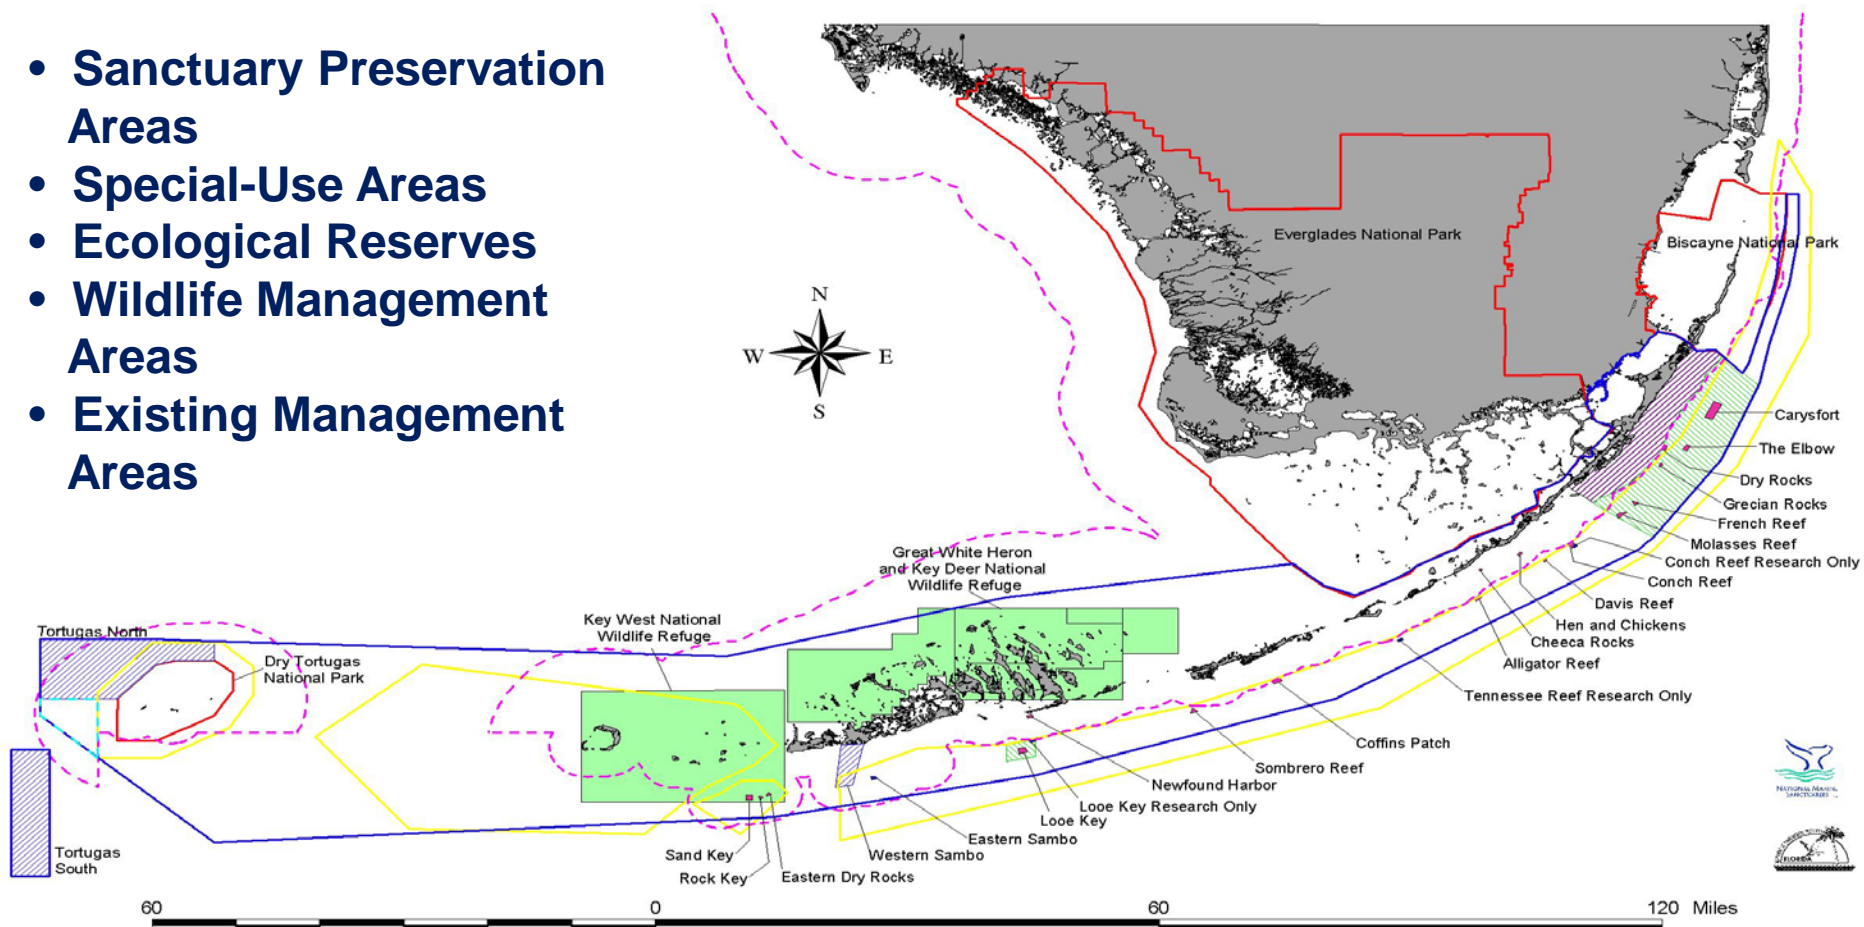 • Sanctuary Preservation
Areas
• Special-Use Areas
• Ecological Reserves
• Wildlife Management
Areas
• Existing Management
Areas
N
W
E
S
Everglades National Park
Biscayne National Park
Carysfort
The Elbow
Dry Rocks
Grecian Rocks
French Reef
Molasses Reef
Conch Reef Research Only
Conch Reef
Davis Reef
Hen and Chickens
Cheeca Rocks
Alligator Reef
Tennessee Reef Research Only
Coffins Patch
Sombrero Reef
Newfound Harbor
Looe Key Research Only
Looe Key
Eastern Sambo
Western Sambo
Eastern Dry Rocks
Sand Key
Rock Key
Great White Heron
and Key Deer National
Wildlife Refuge
Key West National
Wildlife Refuge
Tortugas North
Dry Tortugas
National Park
Tortugas
South
NATIONAL MARINE
SANCTUARIES
FLORIDA
60
0
60
120 Miles